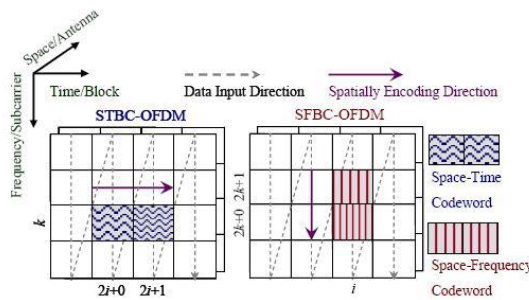 Space/Antenna
Frequency/Subcarrier
Time/Block
Data Input Direction
Spatially Encoding Direction
STBC-OFDM
SFBC-OFDM
k
2k+0 2k+1
Space-Time
Codeword
Space-Frequency
Codeword
2i+0 2i+1
i